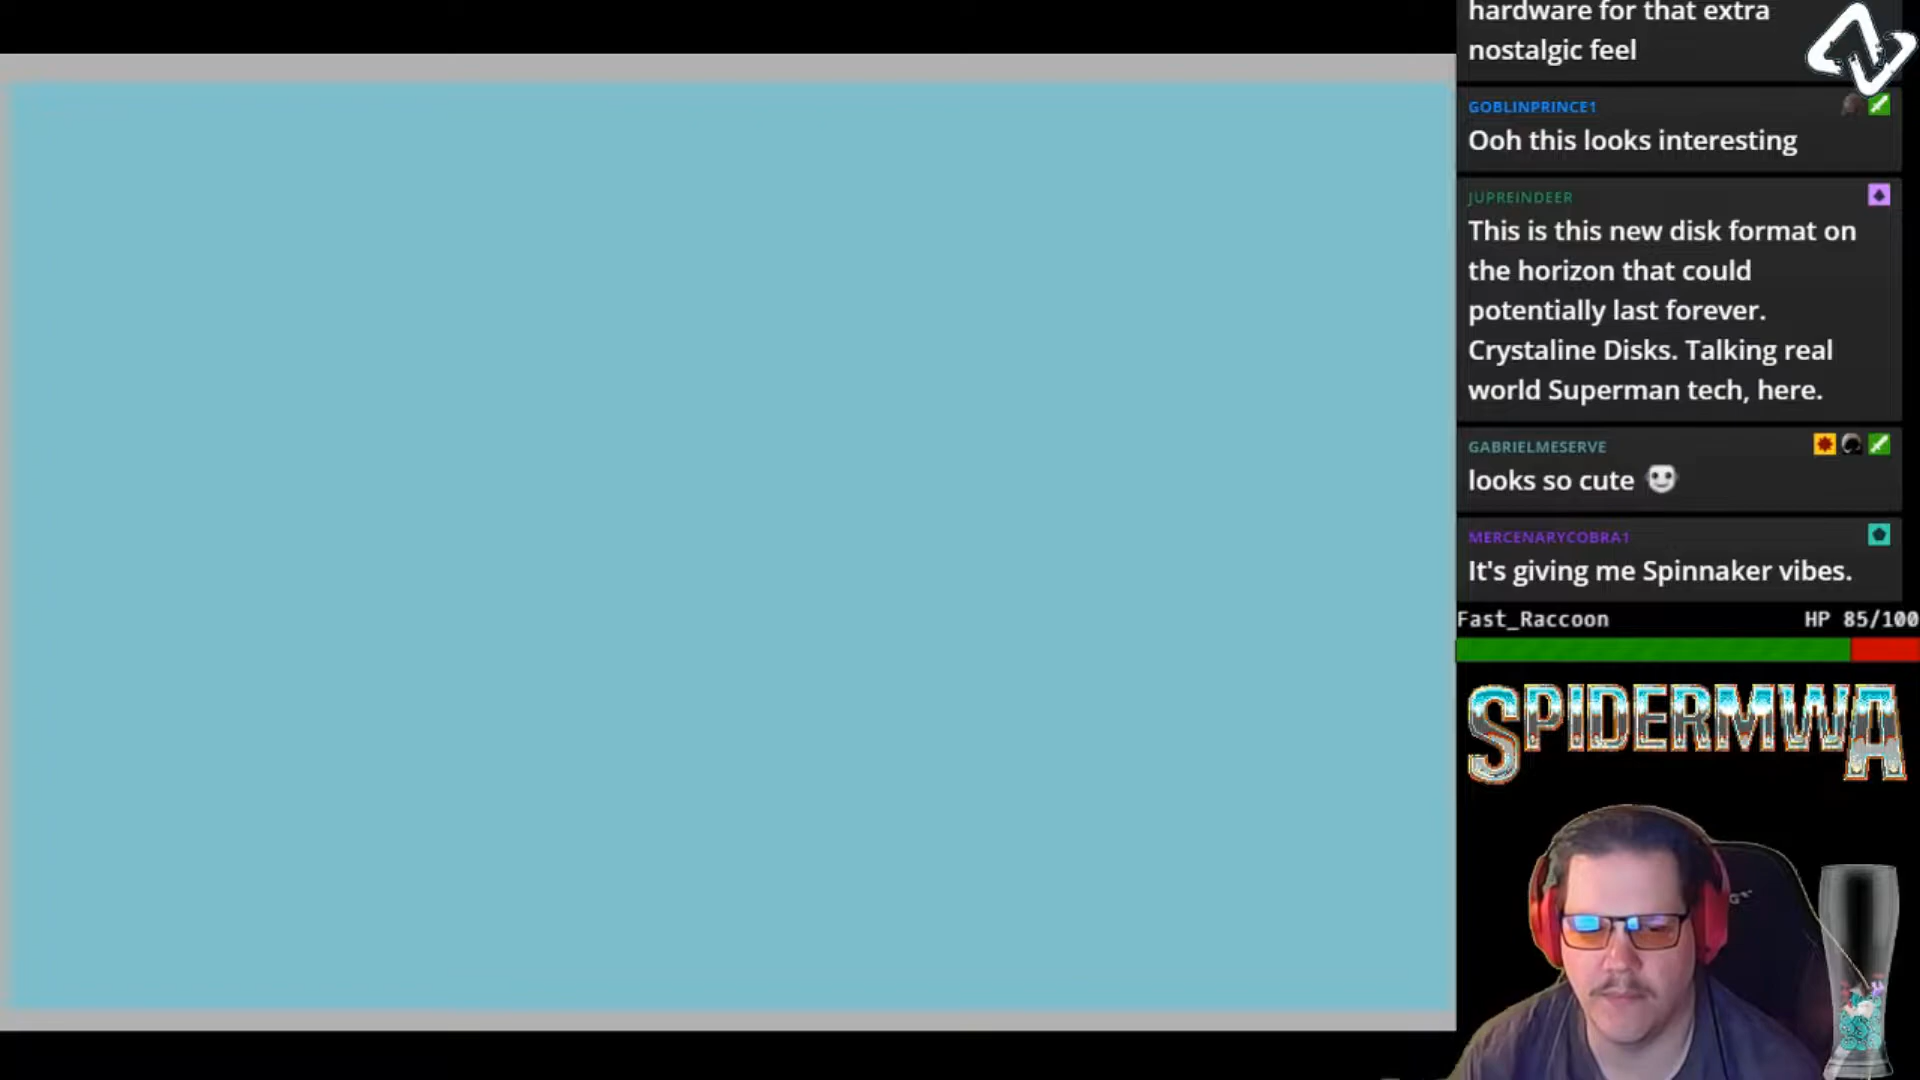 hardware for that extra
nostalgic feel
GOBLINPRINCE1
Ooh this looks interesting
JUPREINDEER
This is this new disk format on
the horizon that could
potentially last forever.
Crystaline Disks. Talking real
world Superman tech, here.
GABRIELMESERVE
looks so cute
MERCENARYCOBRA1
It's giving me Spinnaker vibes.
Fast_Raccoon HP 85/100
SPIDERMWA